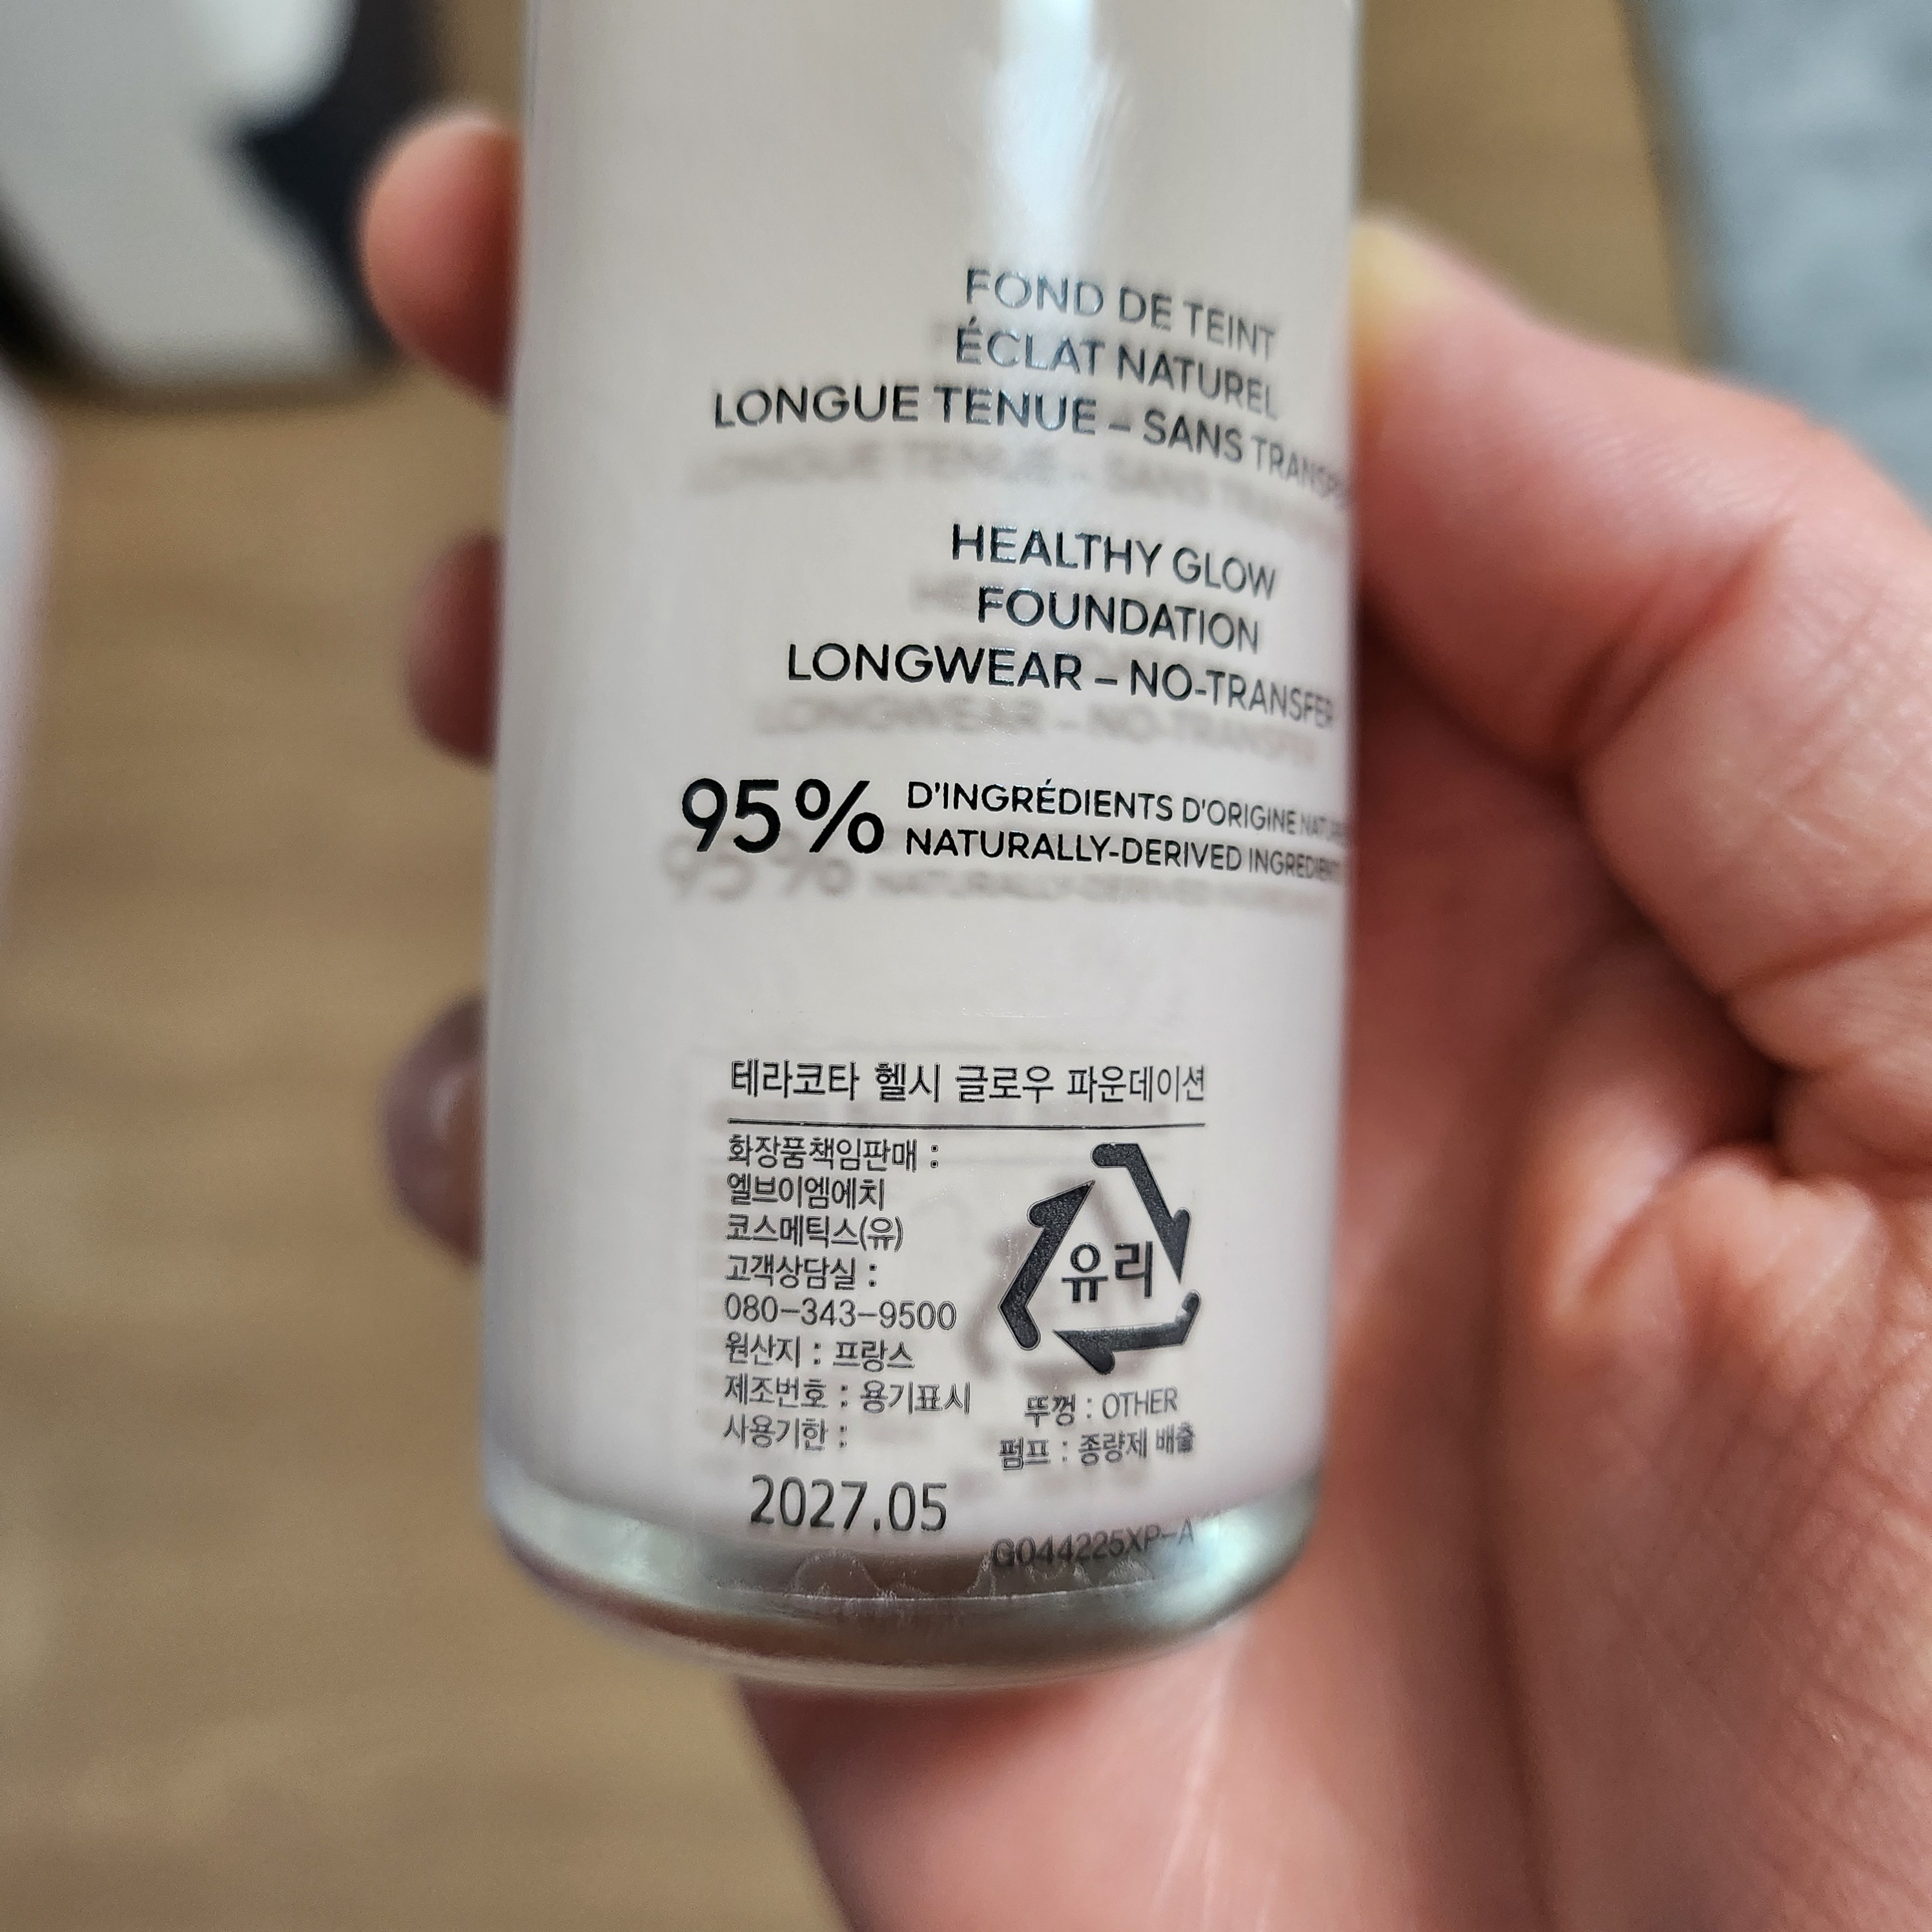 FOND DE TEINT
ÉCLAT NATUREL
LONGUE TENUE – SANS
HEALTHY GLOW
FOUNDATION
LONGWEAR – NO-TRANSFER
95% D'INGRÉDIENTS D'ORIGINE
NATURALLY-DERIVED INGREDIENTS
테라코타 헬시 글로우 파운데이션
화장품책임판매 :
엘브이엠에치
코스메틱스(유)
고객상담실 :
080-343-9500
원산지 : 프랑스
제조번호 : 용기표시
사용기한 :
2027.05
유리
뚜껑 : OTHER
펌프 : 종량제 배출
G044225XP-A